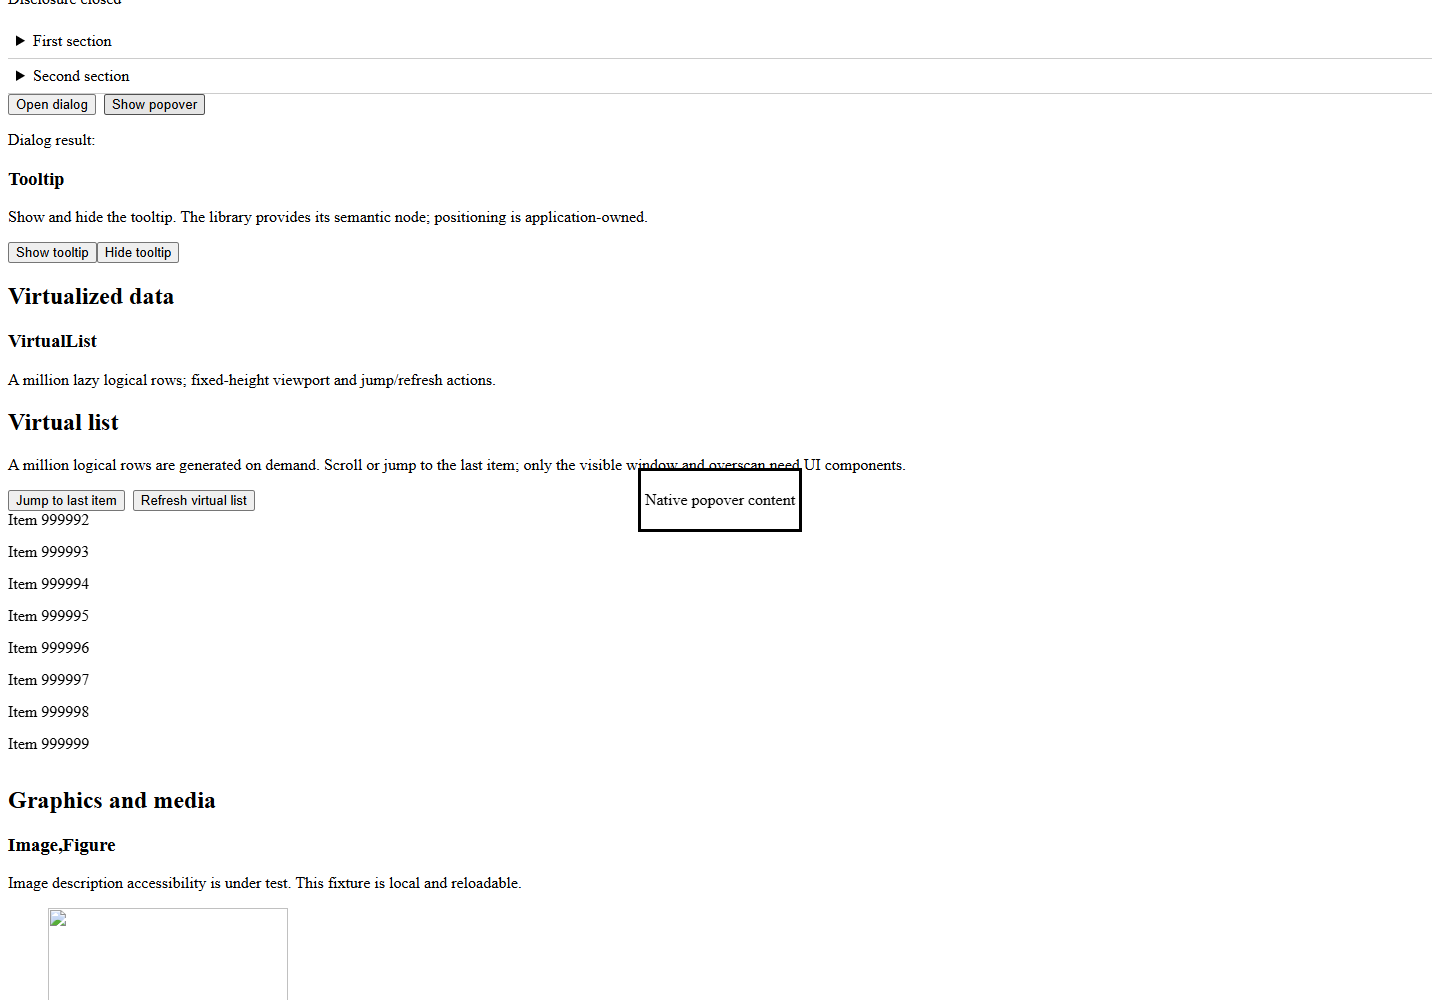 Disclosure closed
First section
Second section
Open dialog Show popover
Dialog result:
Tooltip
Show and hide the tooltip. The library provides its semantic node; positioning is application-owned.
Show tooltip Hide tooltip
Virtualized data
VirtualList
A million lazy logical rows; fixed-height viewport and jump/refresh actions.
Virtual list
A million logical rows are generated on demand. Scroll or jump to the last item; only the visible window and overscan need UI components.
Jump to last item Refresh virtual list
Native popover content
Item 999992
Item 999993
Item 999994
Item 999995
Item 999996
Item 999997
Item 999998
Item 999999
Graphics and media
Image,Figure
Image description accessibility is under test. This fixture is local and reloadable.